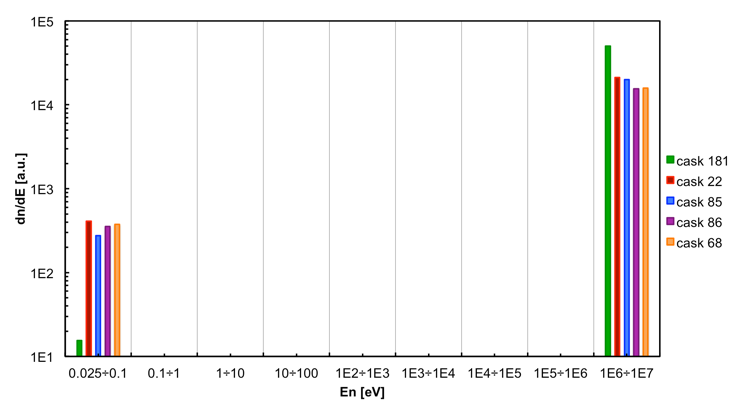 1E5
1E4
1E3
1E2
1E1
dn/dE [a.u.]
0.025÷0.1 0.1÷1 1÷10 10÷100 1E2÷1E3 1E3÷1E4 1E4÷1E5 1E5÷1E6 1E6÷1E7
En [eV]
cask 181
cask 22
cask 85
cask 86
cask 68